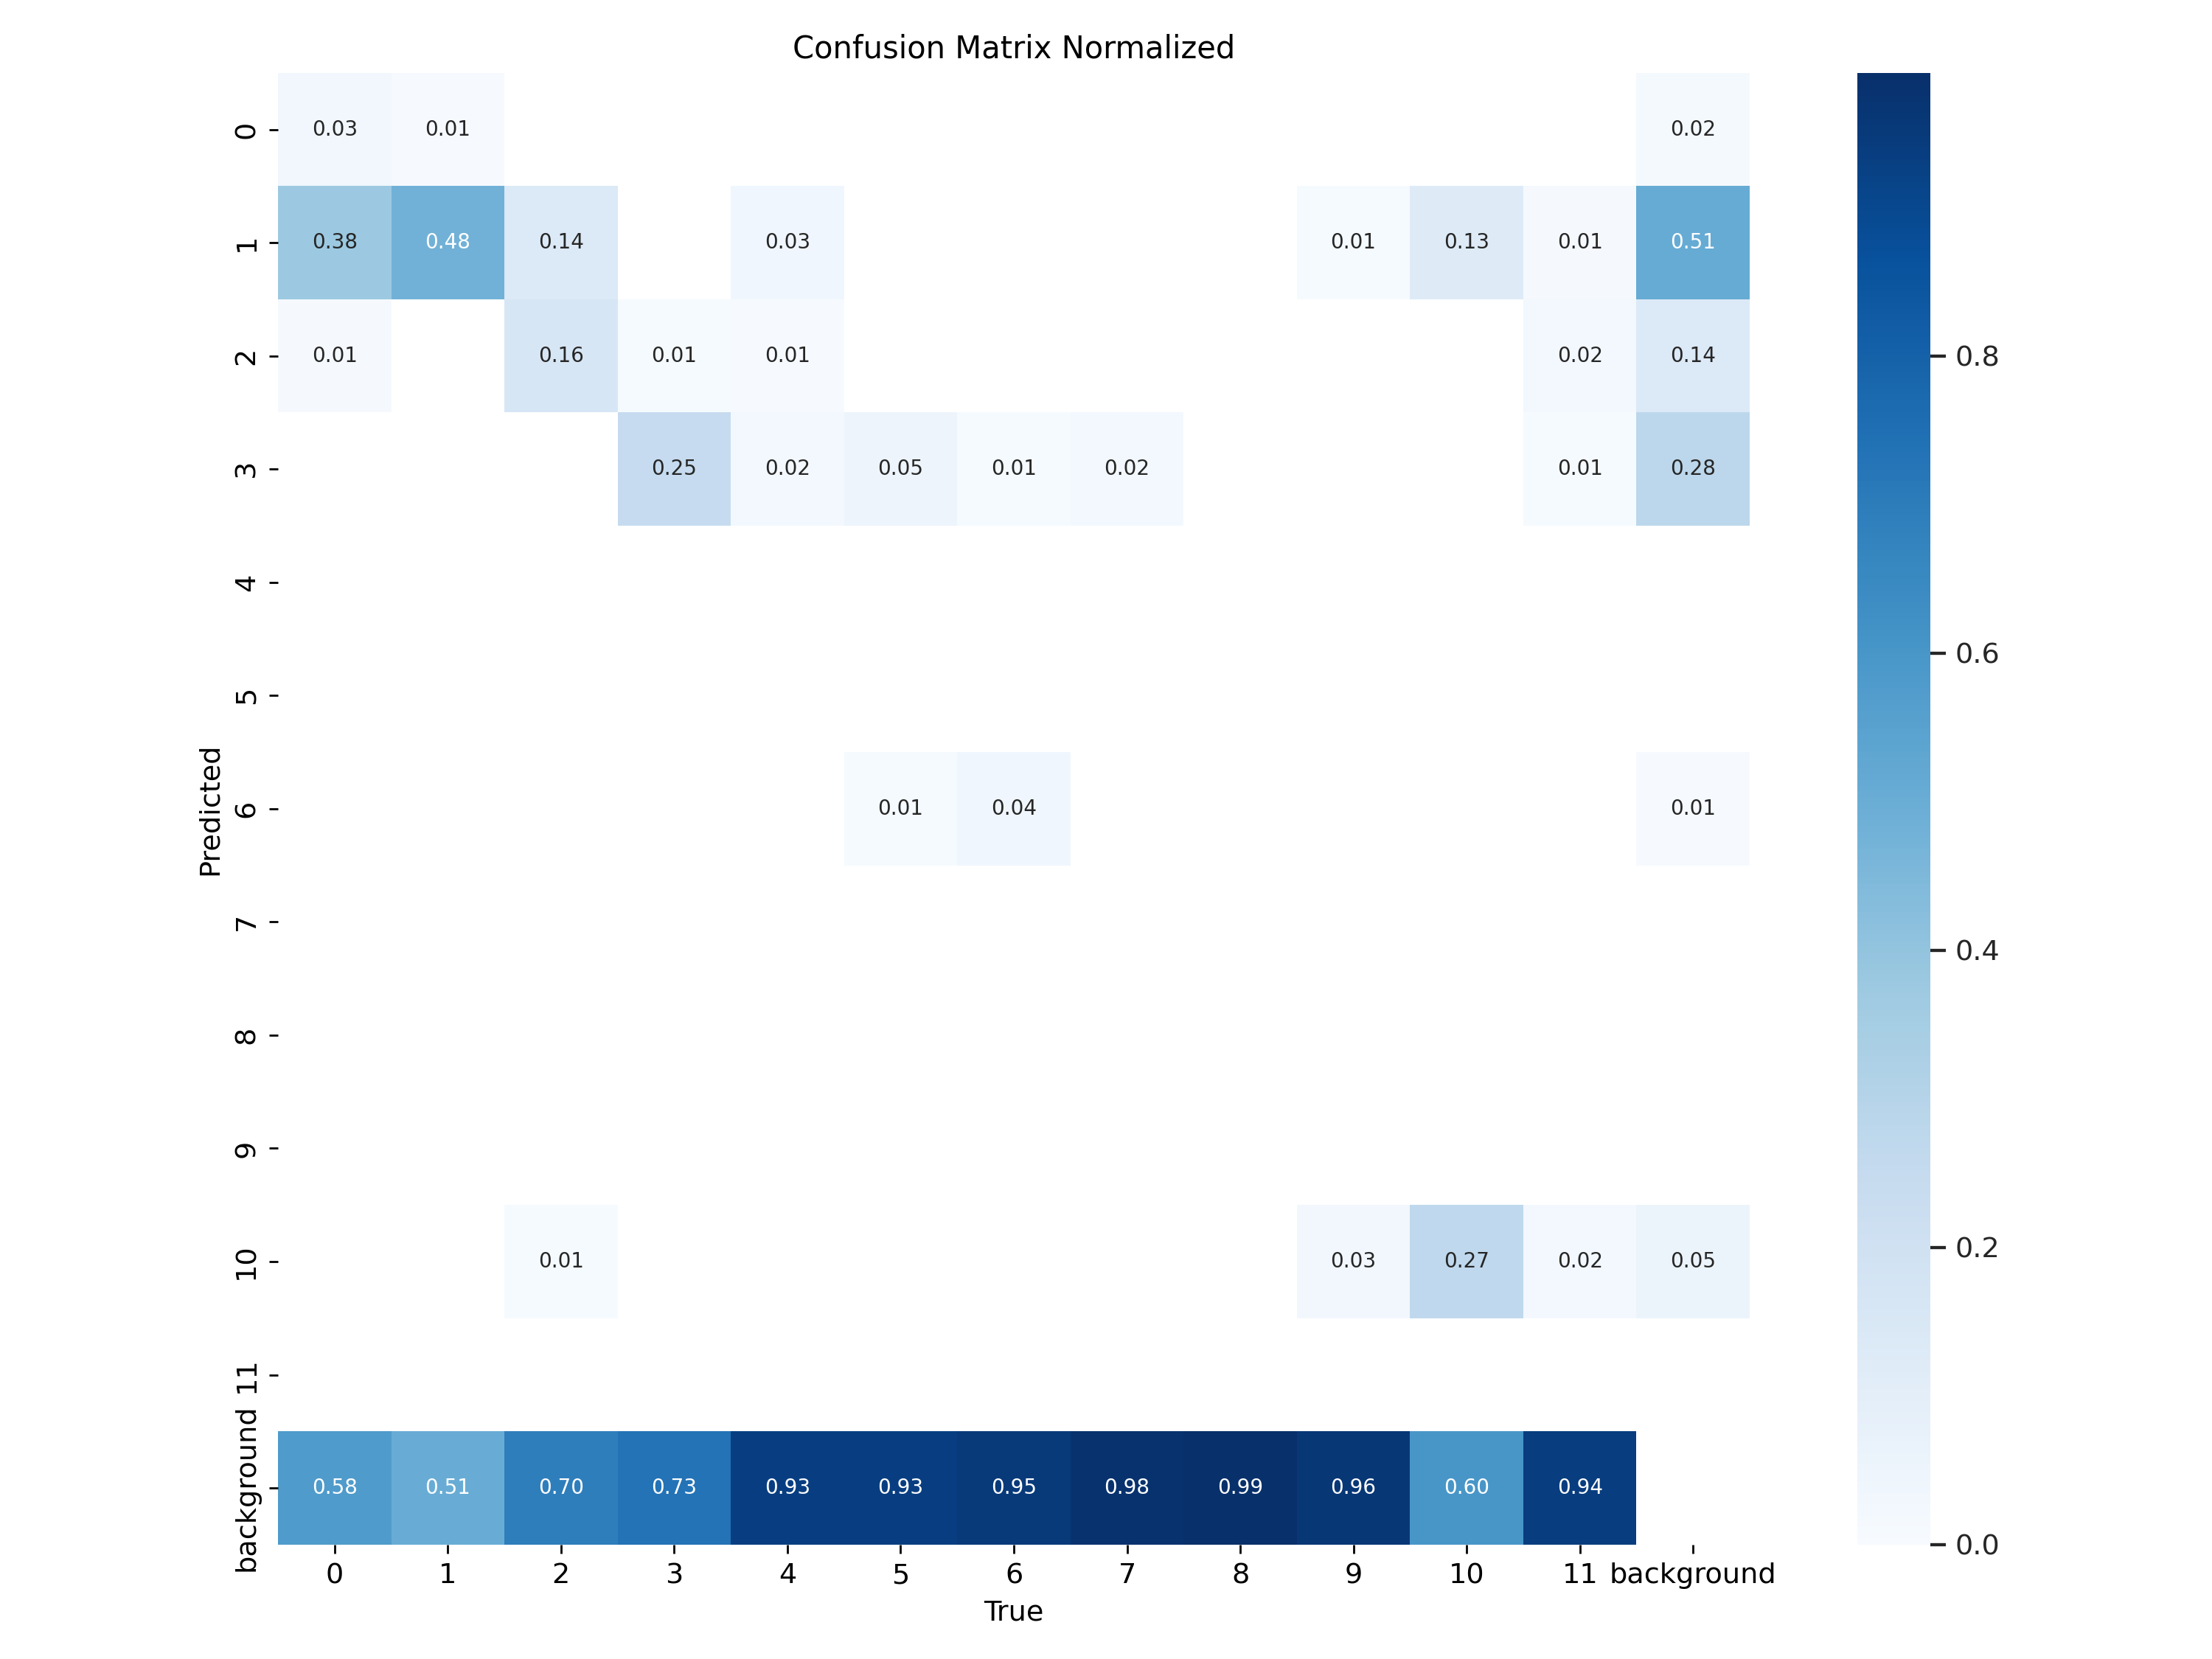 Confusion Matrix Normalized
0 0.03 0.01 0.02
1 0.38 0.48 0.14 0.03 0.01 0.13 0.01 0.51
2 0.01 0.16 0.01 0.01 0.02 0.14
3 0.25 0.02 0.05 0.01 0.02 0.01 0.28
4
5
6 0.01 0.04 0.01
7
8
9
10 0.01 0.03 0.27 0.02 0.05
11
background 0.58 0.51 0.70 0.73 0.93 0.93 0.95 0.98 0.99 0.96 0.60 0.94
0 1 2 3 4 5 6 7 8 9 10 11 background
True
Predicted
0.8
0.6
0.4
0.2
0.0